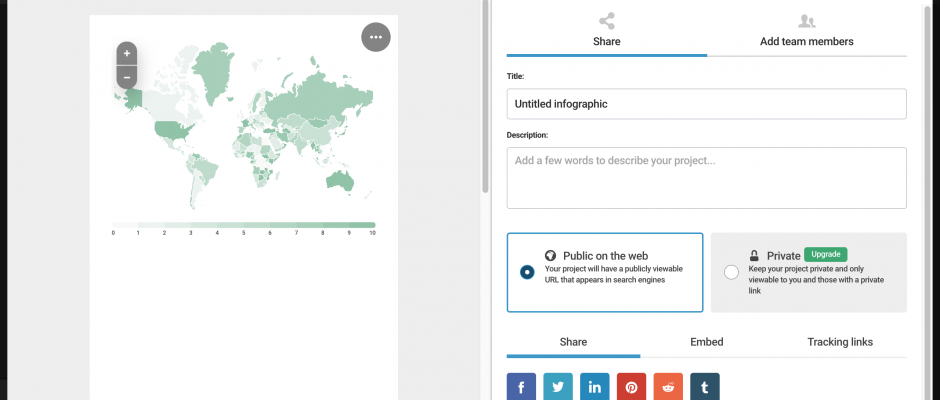 Share
Add team members
Title:
Untitled infographic
Description:
Add a few words to describe your project...
Public on the web
Your project will have a publicly viewable
URL that appears in search engines
Private Upgrade
Keep your project private and only
viewable to you and those with a private
link
0 1 2 3 4 5 6 7 8 9 10
Share
Embed
Tracking links